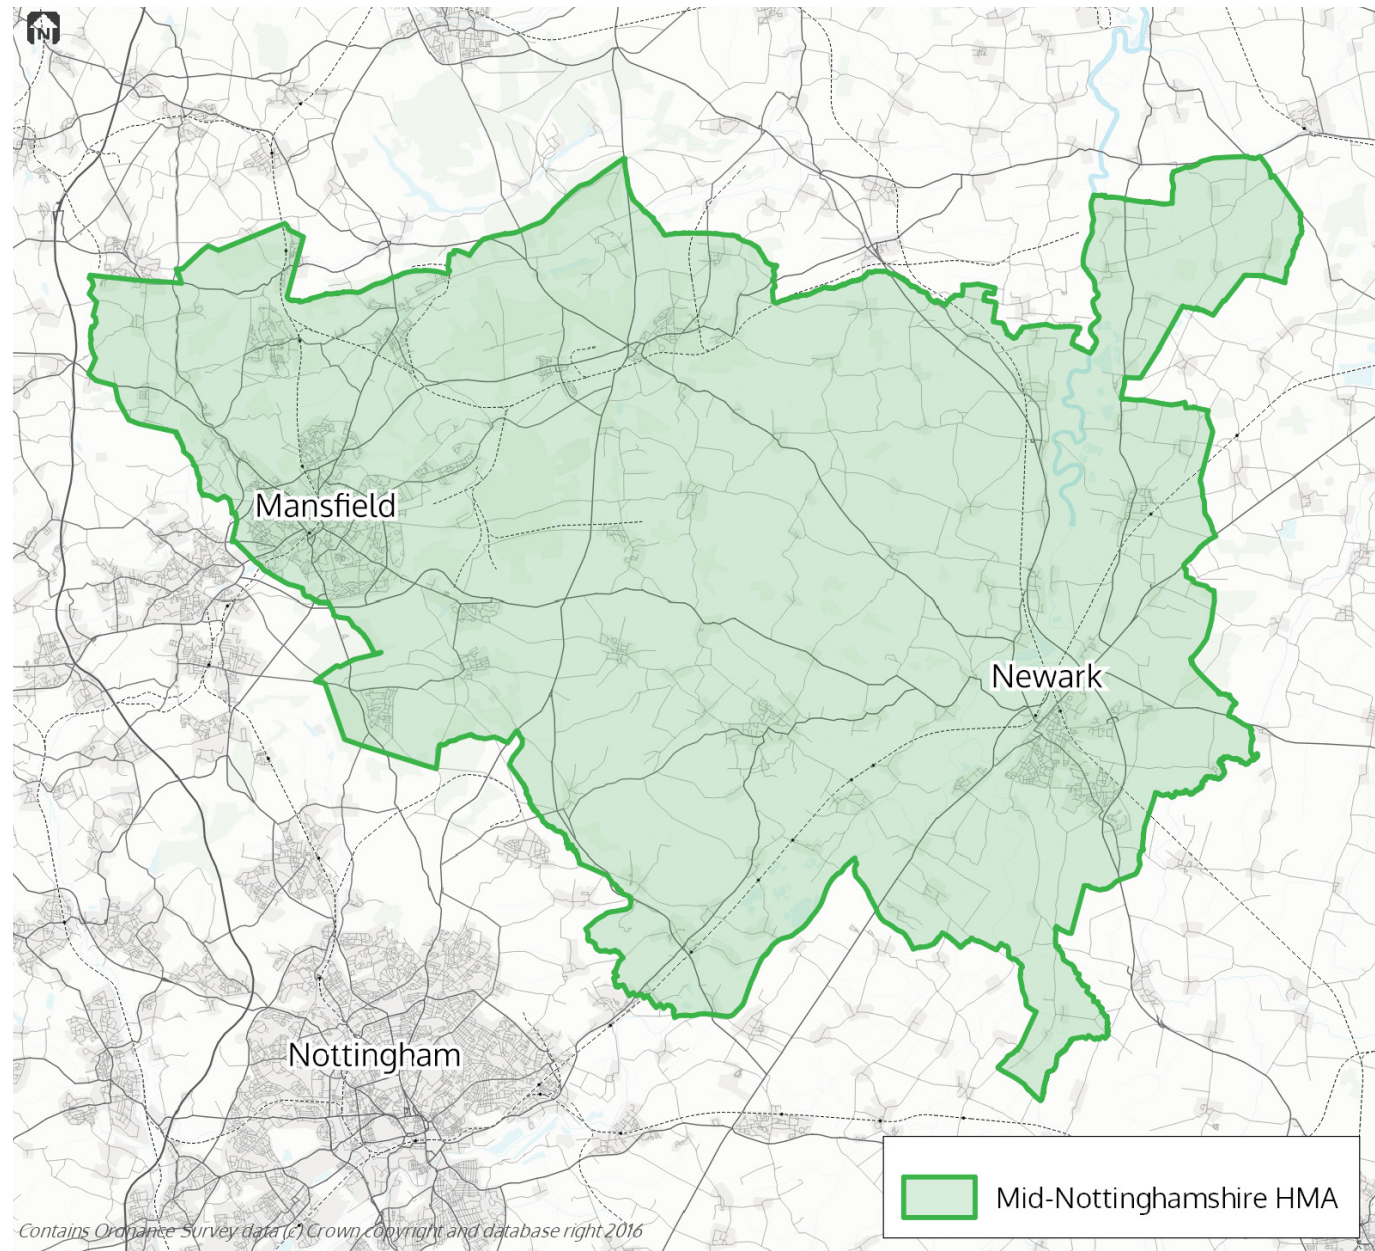 N
Mansfield
Newark
Nottingham
Mid-Nottinghamshire HMA
Contains Ordnance Survey data (c) Crown copyright and database right 2016